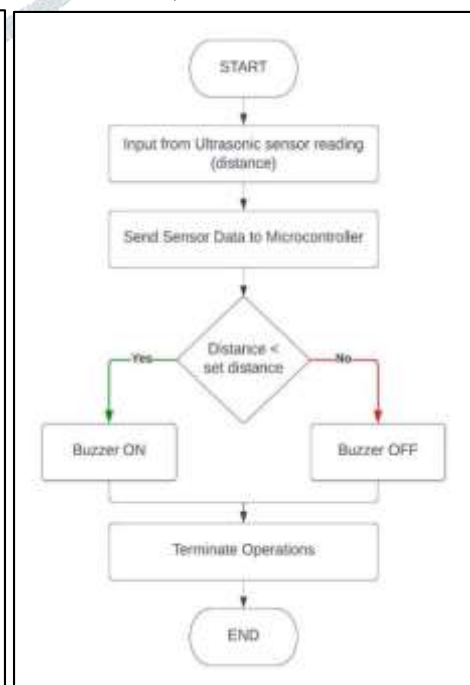 START
Input from Ultrasonic sensor reading
(distance)
Send Sensor Data to Microcontroller
Distance <
set distance
Yes
No
Buzzer ON
Buzzer OFF
Terminate Operations
END